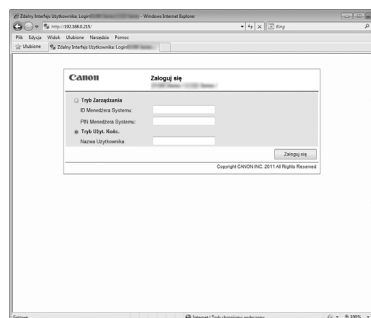 Zdalny Interfejs Użytkownika: Login - Windows Internet Explorer
http://192.168.0.215/
Bing
Plik Edycja Widok Ulubione Narzędzia Pomoc
Ulubione Zdalny Interfejs Użytkownika: Login
Canon Zaloguj się
Tryb Zarządzania
ID Menedżera Systemu:
PIN Menedżera Systemu:
Tryb Użyt. Końc.
Nazwa Użytkownika:
Zaloguj się
Copyright CANON INC. 2011 All Rights Reserved
100%